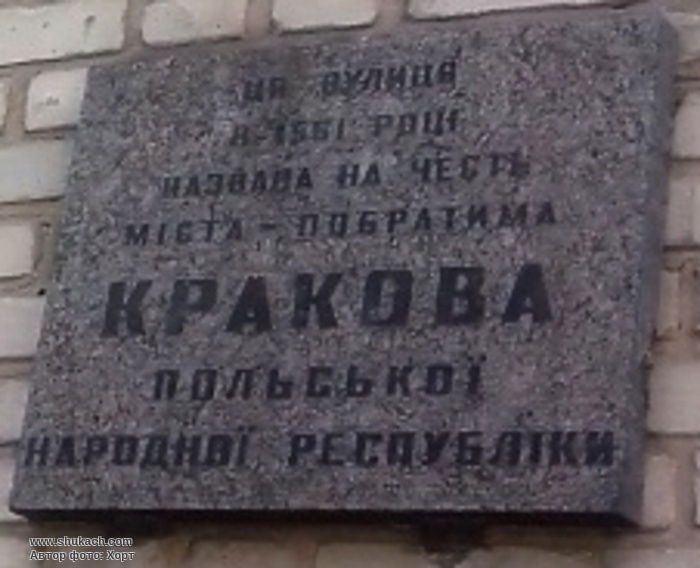 ЦЯ ВУЛИЦЯ
В 1961 РОЦІ
НАЗВАНА НА ЧЕСТЬ
МІСТА-ПОБРАТИМА
КРАКОВА
ПОЛЬСЬКОЇ
НАРОДНОЇ РЕСПУБЛІКИ
www.shukach.com
Автор фото: Хорт